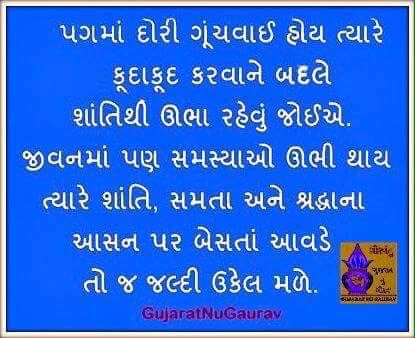 પગમાં દોરી ગૂંચવાઈ હોય ત્યારે
કૂદાકૂદ કરવાને બદલે
શાંતિથી ઊભા રહેવું જોઈએ.
જીવનમાં પણ સમસ્યાઓ ઊભી થાય
ત્યારે શાંતિ, સમતા અને શ્રદ્ધાના
આસન પર બેસતાં આવડે
તો જ જલ્દી ઉકેલ મળે.
GujaratNuGaurav